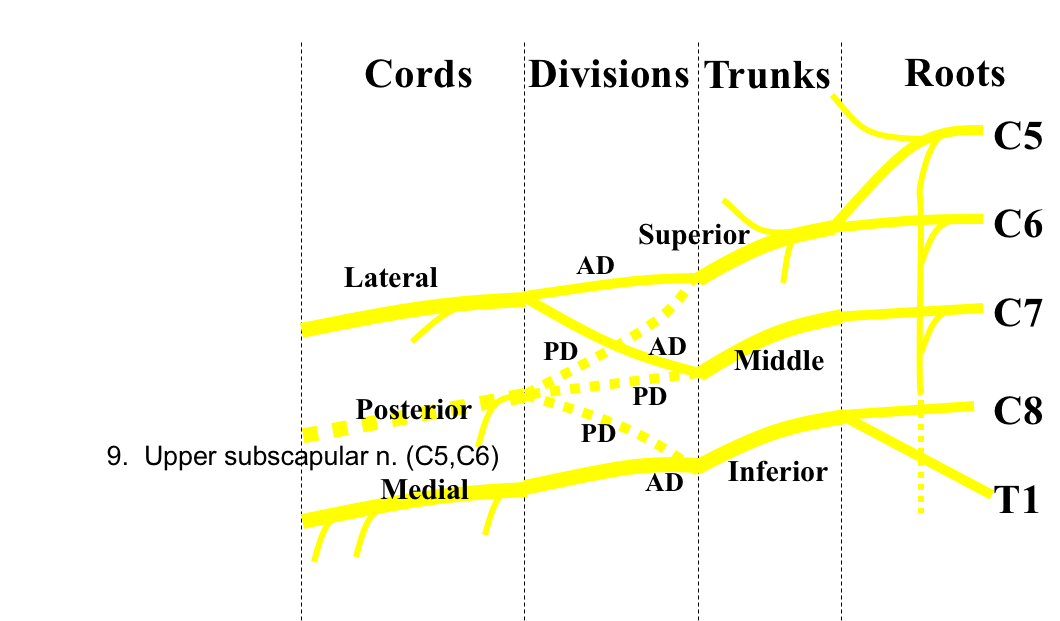 Cords Divisions Trunks Roots
C5
C6
Superior
AD
Lateral
C7
PD AD
Middle
PD
Posterior
C8
PD
9. Upper subscapular n. (C5,C6)
Inferior
AD
Medial
T1